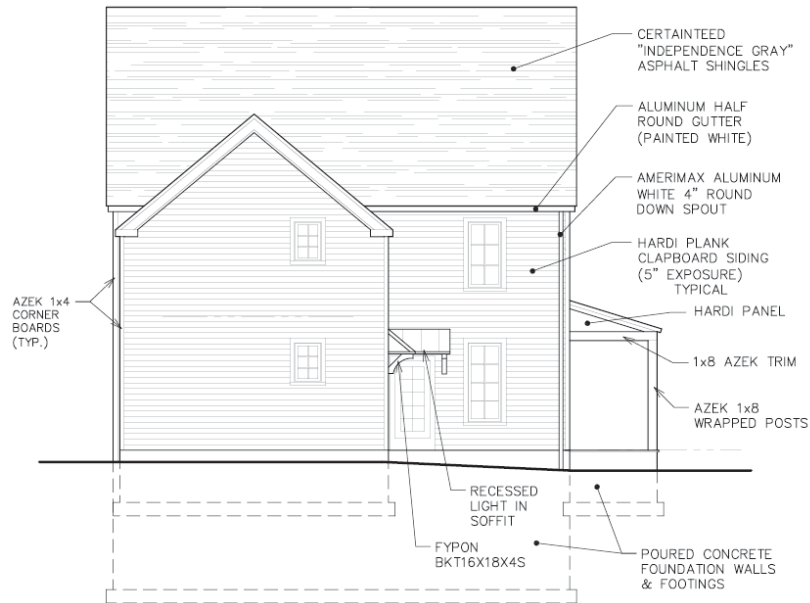 CERTAINTEED
"INDEPENDENCE GRAY"
ASPHALT SHINGLES
ALUMINUM HALF
ROUND GUTTER
(PAINTED WHITE)
AMERIMAX ALUMINUM
WHITE 4" ROUND
DOWN SPOUT
HARDI PLANK
CLAPBOARD SIDING
(5" EXPOSURE)
TYPICAL
HARDI PANEL
1x8 AZEK TRIM
AZEK 1x8
WRAPPED POSTS
AZEK 1x4
CORNER
BOARDS
(TYP.)
RECESSED
LIGHT IN
SOFFIT
FYPON
BKT16X18X4S
POURED CONCRETE
FOUNDATION WALLS
& FOOTINGS